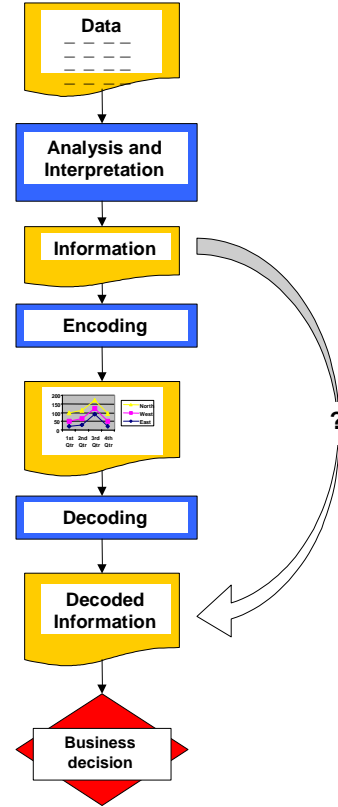 Data
— — — —
— — — —
— — — —
— — — —
Analysis and
Interpretation
Information
Encoding
200
150
100
50
0
1st 2nd 3rd 4th
Qtr Qtr Qtr Qtr
North
West
East
?
Decoding
Decoded
Information
Business
decision